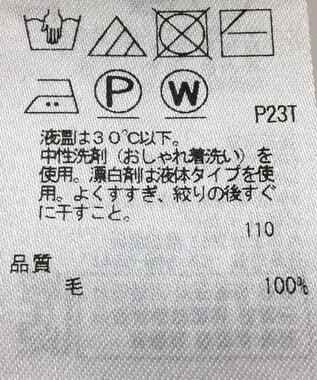 P W
P23T
液温は30℃以下。
中性洗剤（おしゃれ着洗い）を
使用。漂白剤は液体タイプを使
用。よくすすぎ、絞りの後すぐ
に干すこと。
110
品質
毛 100%